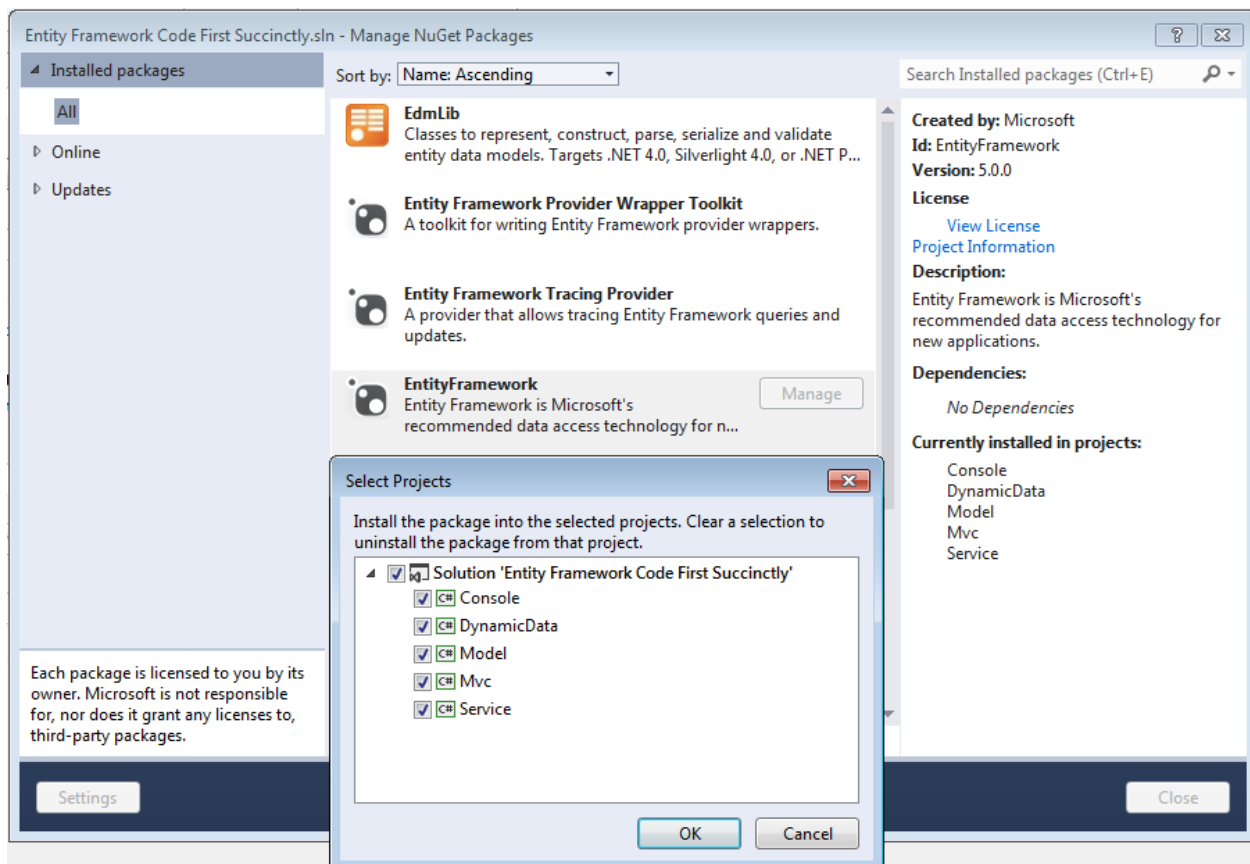 Entity Framework Code First Succinctly.sln - Manage NuGet Packages
Installed packages
All
Online
Updates
Each package is licensed to you by its
owner. Microsoft is not responsible
for, nor does it grant any licenses to,
third-party packages.
Settings
Sort by: Name: Ascending
EdmLib
Classes to represent, construct, parse, serialize and validate
entity data models. Targets .NET 4.0, Silverlight 4.0, or .NET P...
Entity Framework Provider Wrapper Toolkit
A toolkit for writing Entity Framework provider wrappers.
Entity Framework Tracing Provider
A provider that allows tracing Entity Framework queries and
updates.
EntityFramework
Manage
Entity Framework is Microsoft's
recommended data access technology for n...
Select Projects
Install the package into the selected projects. Clear a selection to
uninstall the package from that project.
Solution 'Entity Framework Code First Succinctly'
C# Console
C# DynamicData
C# Model
C# Mvc
C# Service
OK Cancel
Search Installed packages (Ctrl+E)
Created by: Microsoft
Id: EntityFramework
Version: 5.0.0
License
View License
Project Information
Description:
Entity Framework is Microsoft's
recommended data access technology for
new applications.
Dependencies:
No Dependencies
Currently installed in projects:
Console
DynamicData
Model
Mvc
Service
Close